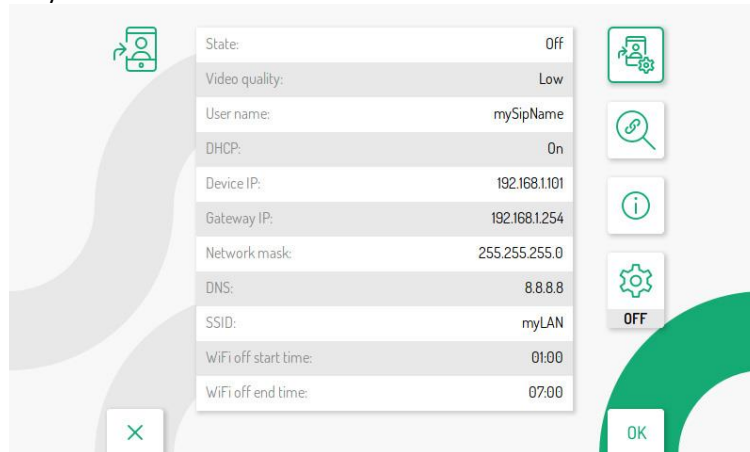 State: Off
Video quality: Low
User name: mySipName
DHCP: On
Device IP: 192.168.1.101
Gateway IP: 192.168.1.254
Network mask: 255.255.255.0
DNS: 8.8.8.8
SSID: myLAN
WiFi off start time: 01:00
WiFi off end time: 07:00
OFF
OK